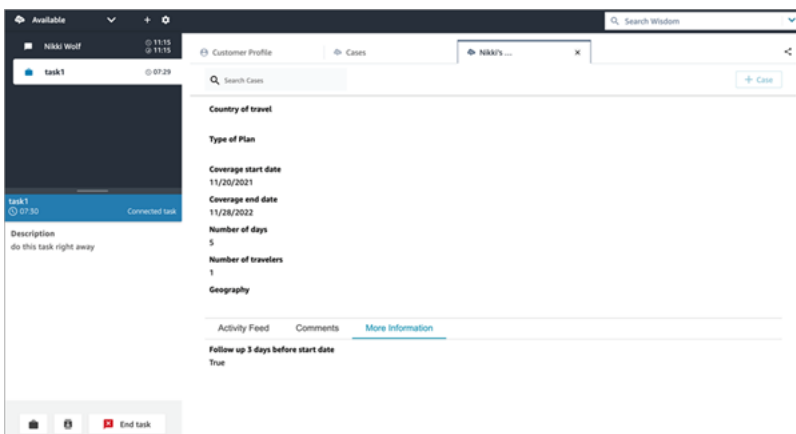 Available
Search Wisdom
Nikki Wolf
11:15
11:15
task1
07:29
Customer Profile
Cases
Nikki's ...
Search Cases
+ Case
Country of travel
Type of Plan
Coverage start date
11/20/2021
Coverage end date
11/28/2022
Number of days
5
Number of travelers
1
Geography
task1
07:30
Connected task
Description
do this task right away
Activity Feed
Comments
More Information
Follow up 3 days before start date
True
End task